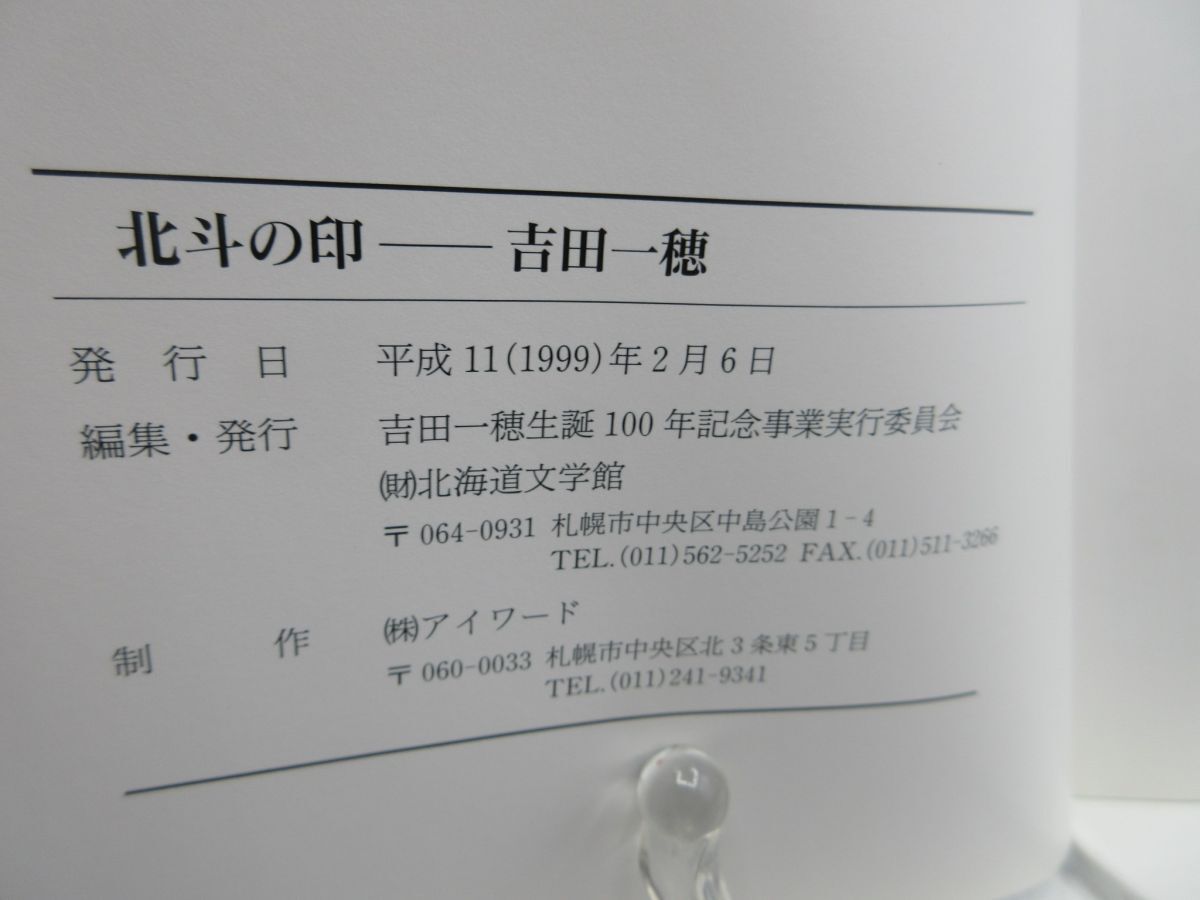 北斗の印――吉田一穂
発行日 平成11(1999)年2月6日
編集・発行 吉田一穂生誕100年記念事業実行委員会
㈶北海道文学館
〒064-0931 札幌市中央区中島公園1-4
TEL.(011)562-5252 FAX.(011)511-3266
制作 ㈱アイワード
〒060-0033 札幌市中央区北3条東5丁目
TEL.(011)241-9341